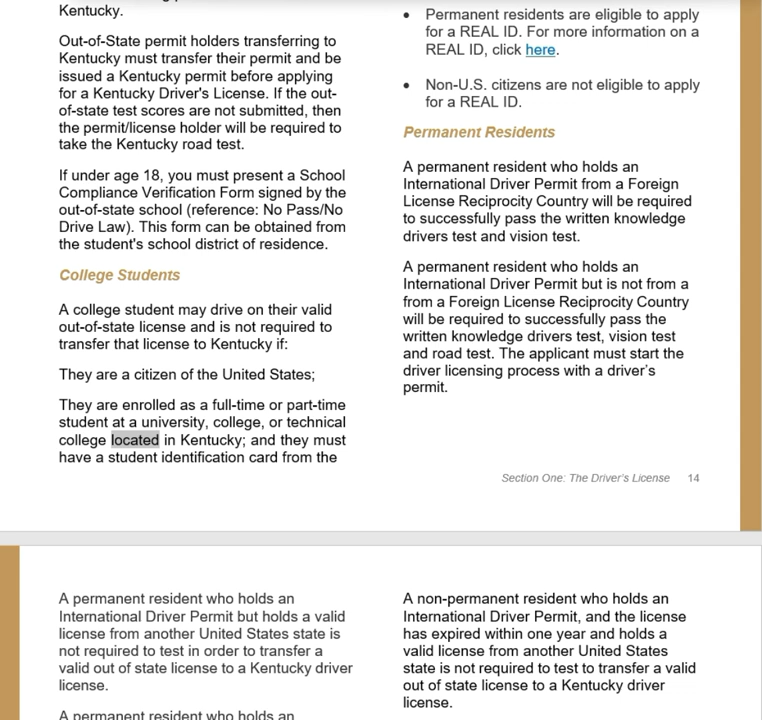 Kentucky.
Out-of-State permit holders transferring to
Kentucky must transfer their permit and be
issued a Kentucky permit before applying
for a Kentucky Driver's License. If the out-
of-state test scores are not submitted, then
the permit/license holder will be required to
take the Kentucky road test.
If under age 18, you must present a School
Compliance Verification Form signed by the
out-of-state school (reference: No Pass/No
Drive Law). This form can be obtained from
the student's school district of residence.
College Students
A college student may drive on their valid
out-of-state license and is not required to
transfer that license to Kentucky if:
They are a citizen of the United States;
They are enrolled as a full-time or part-time
student at a university, college, or technical
college located in Kentucky; and they must
have a student identification card from the
• Permanent residents are eligible to apply
for a REAL ID. For more information on a
REAL ID, click here.
• Non-U.S. citizens are not eligible to apply
for a REAL ID.
Permanent Residents
A permanent resident who holds an
International Driver Permit from a Foreign
License Reciprocity Country will be required
to successfully pass the written knowledge
drivers test and vision test.
A permanent resident who holds an
International Driver Permit but is not from a
from a Foreign License Reciprocity Country
will be required to successfully pass the
written knowledge drivers test, vision test
and road test. The applicant must start the
driver licensing process with a driver's
permit.
Section One: The Driver's License 14
A permanent resident who holds an
International Driver Permit but holds a valid
license from another United States state is
not required to test in order to transfer a
valid out of state license to a Kentucky driver
license.
A permanent resident who holds an
A non-permanent resident who holds an
International Driver Permit, and the license
has expired within one year and holds a
valid license from another United States
state is not required to test to transfer a valid
out of state license to a Kentucky driver
license.